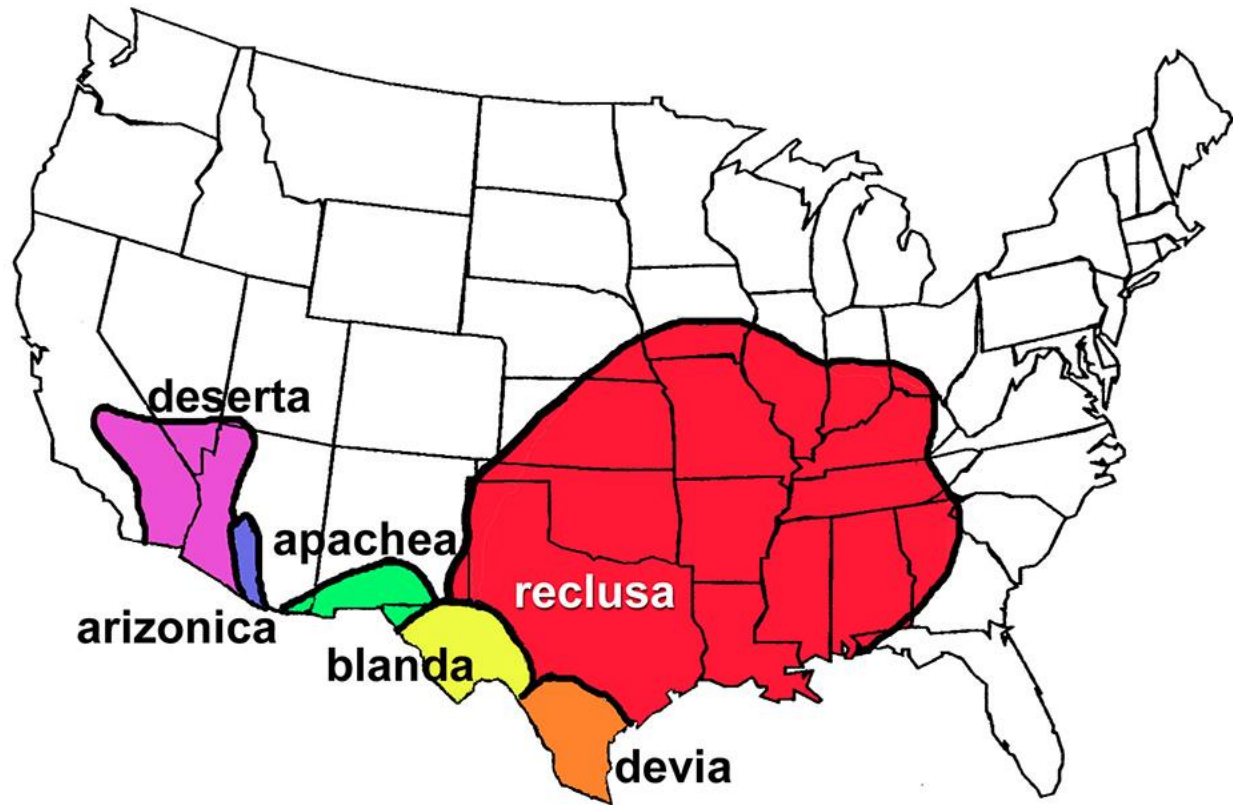 deserta
apachea
reclusa
arizonica
blanda
devia